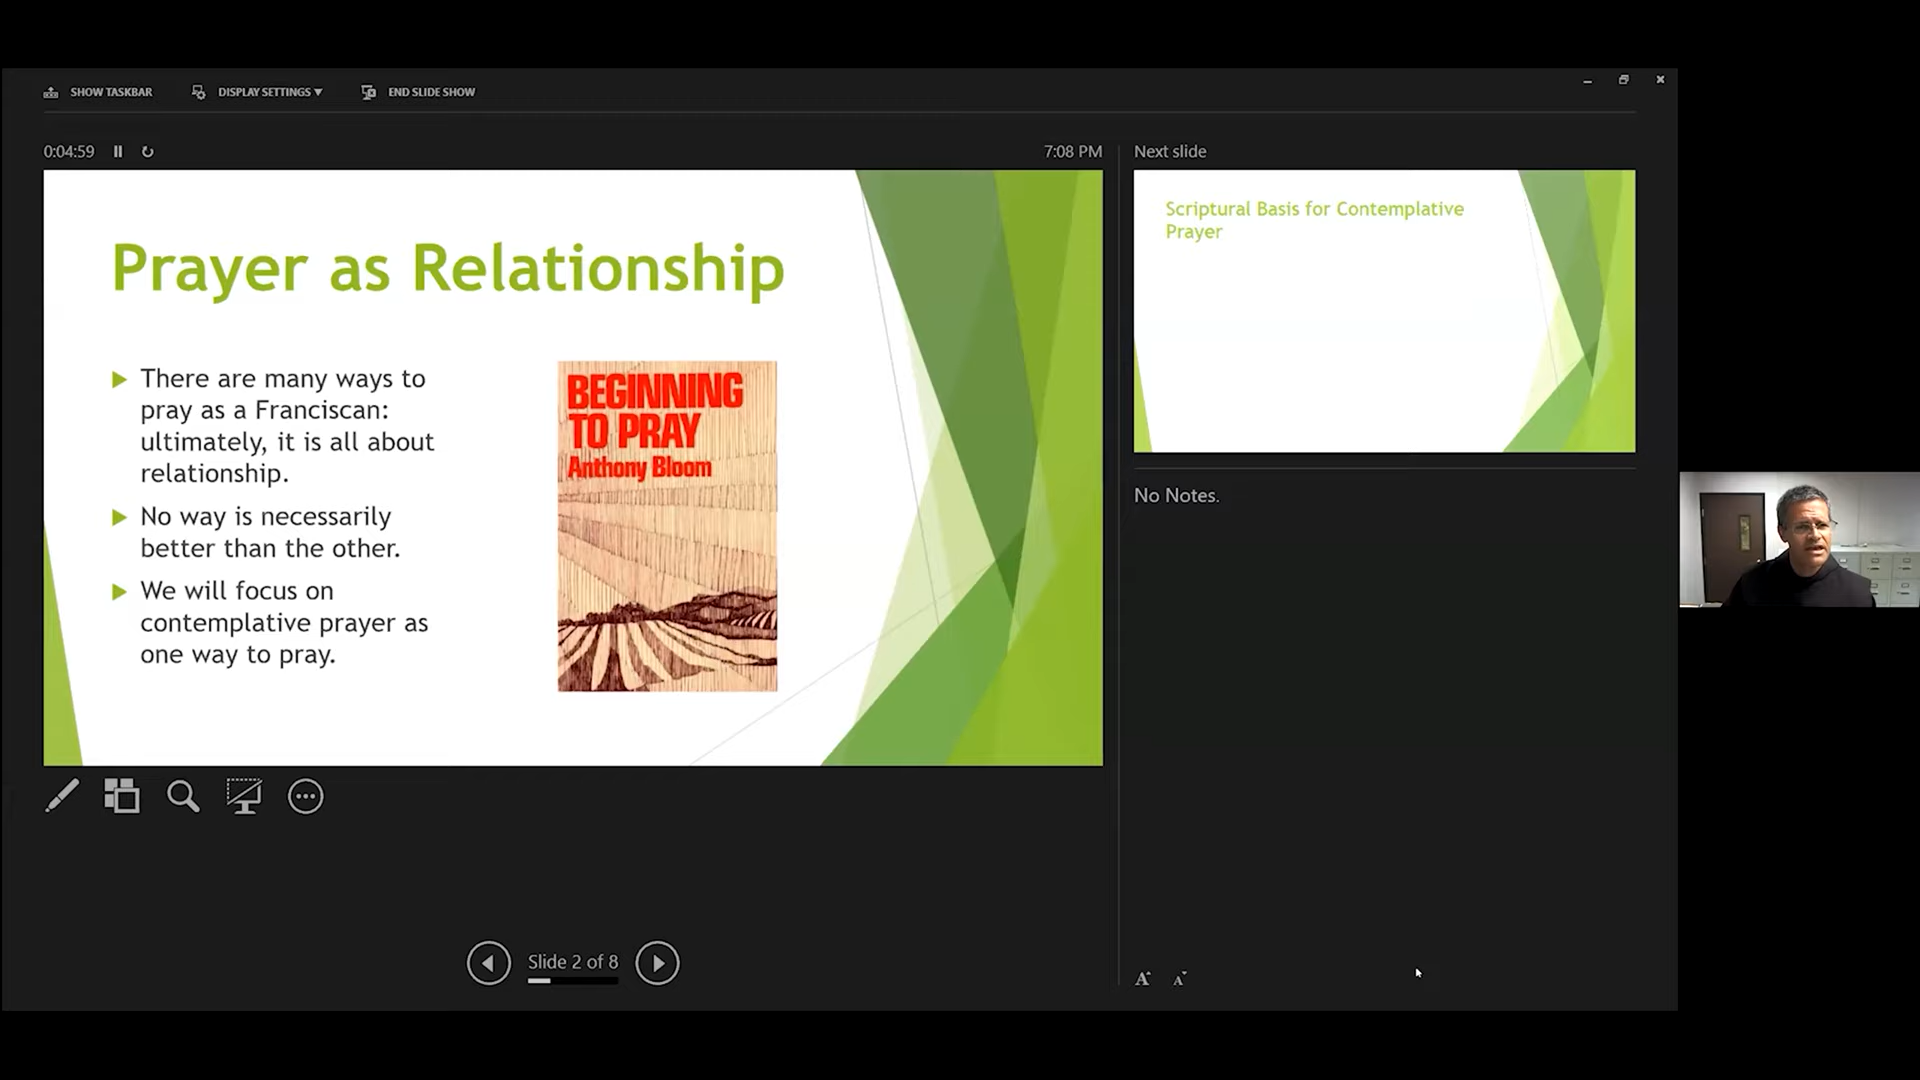 SHOW TASKBAR
DISPLAY SETTINGS ▼
END SLIDE SHOW
0:04:59
7:08 PM
Next slide
Prayer as Relationship
There are many ways to
pray as a Franciscan:
ultimately, it is all about
relationship.
No way is necessarily
better than the other.
We will focus on
contemplative prayer as
one way to pray.
BEGINNING
TO PRAY
Anthony Bloom
Scriptural Basis for Contemplative
Prayer
No Notes.
Slide 2 of 8
A A